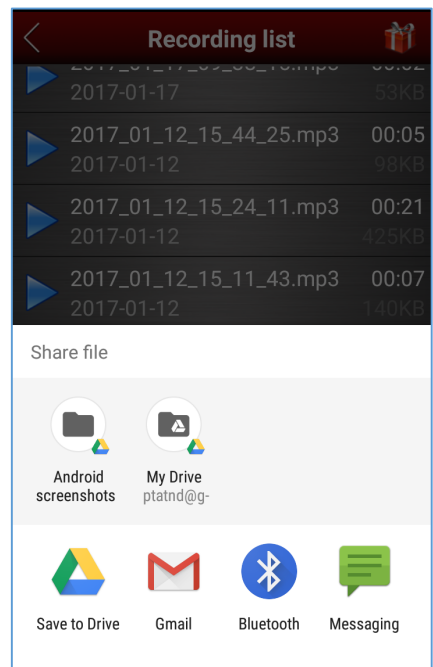 Recording list
2017-01-17
53KB
2017_01_12_15_44_25.mp3 00:05
2017-01-12 98KB
2017_01_12_15_24_11.mp3 00:21
2017-01-12 425KB
2017_01_12_15_11_43.mp3 00:07
2017-01-12 140KB
Share file
Android My Drive
screenshots ptatnd@g-
Save to Drive Gmail Bluetooth Messaging